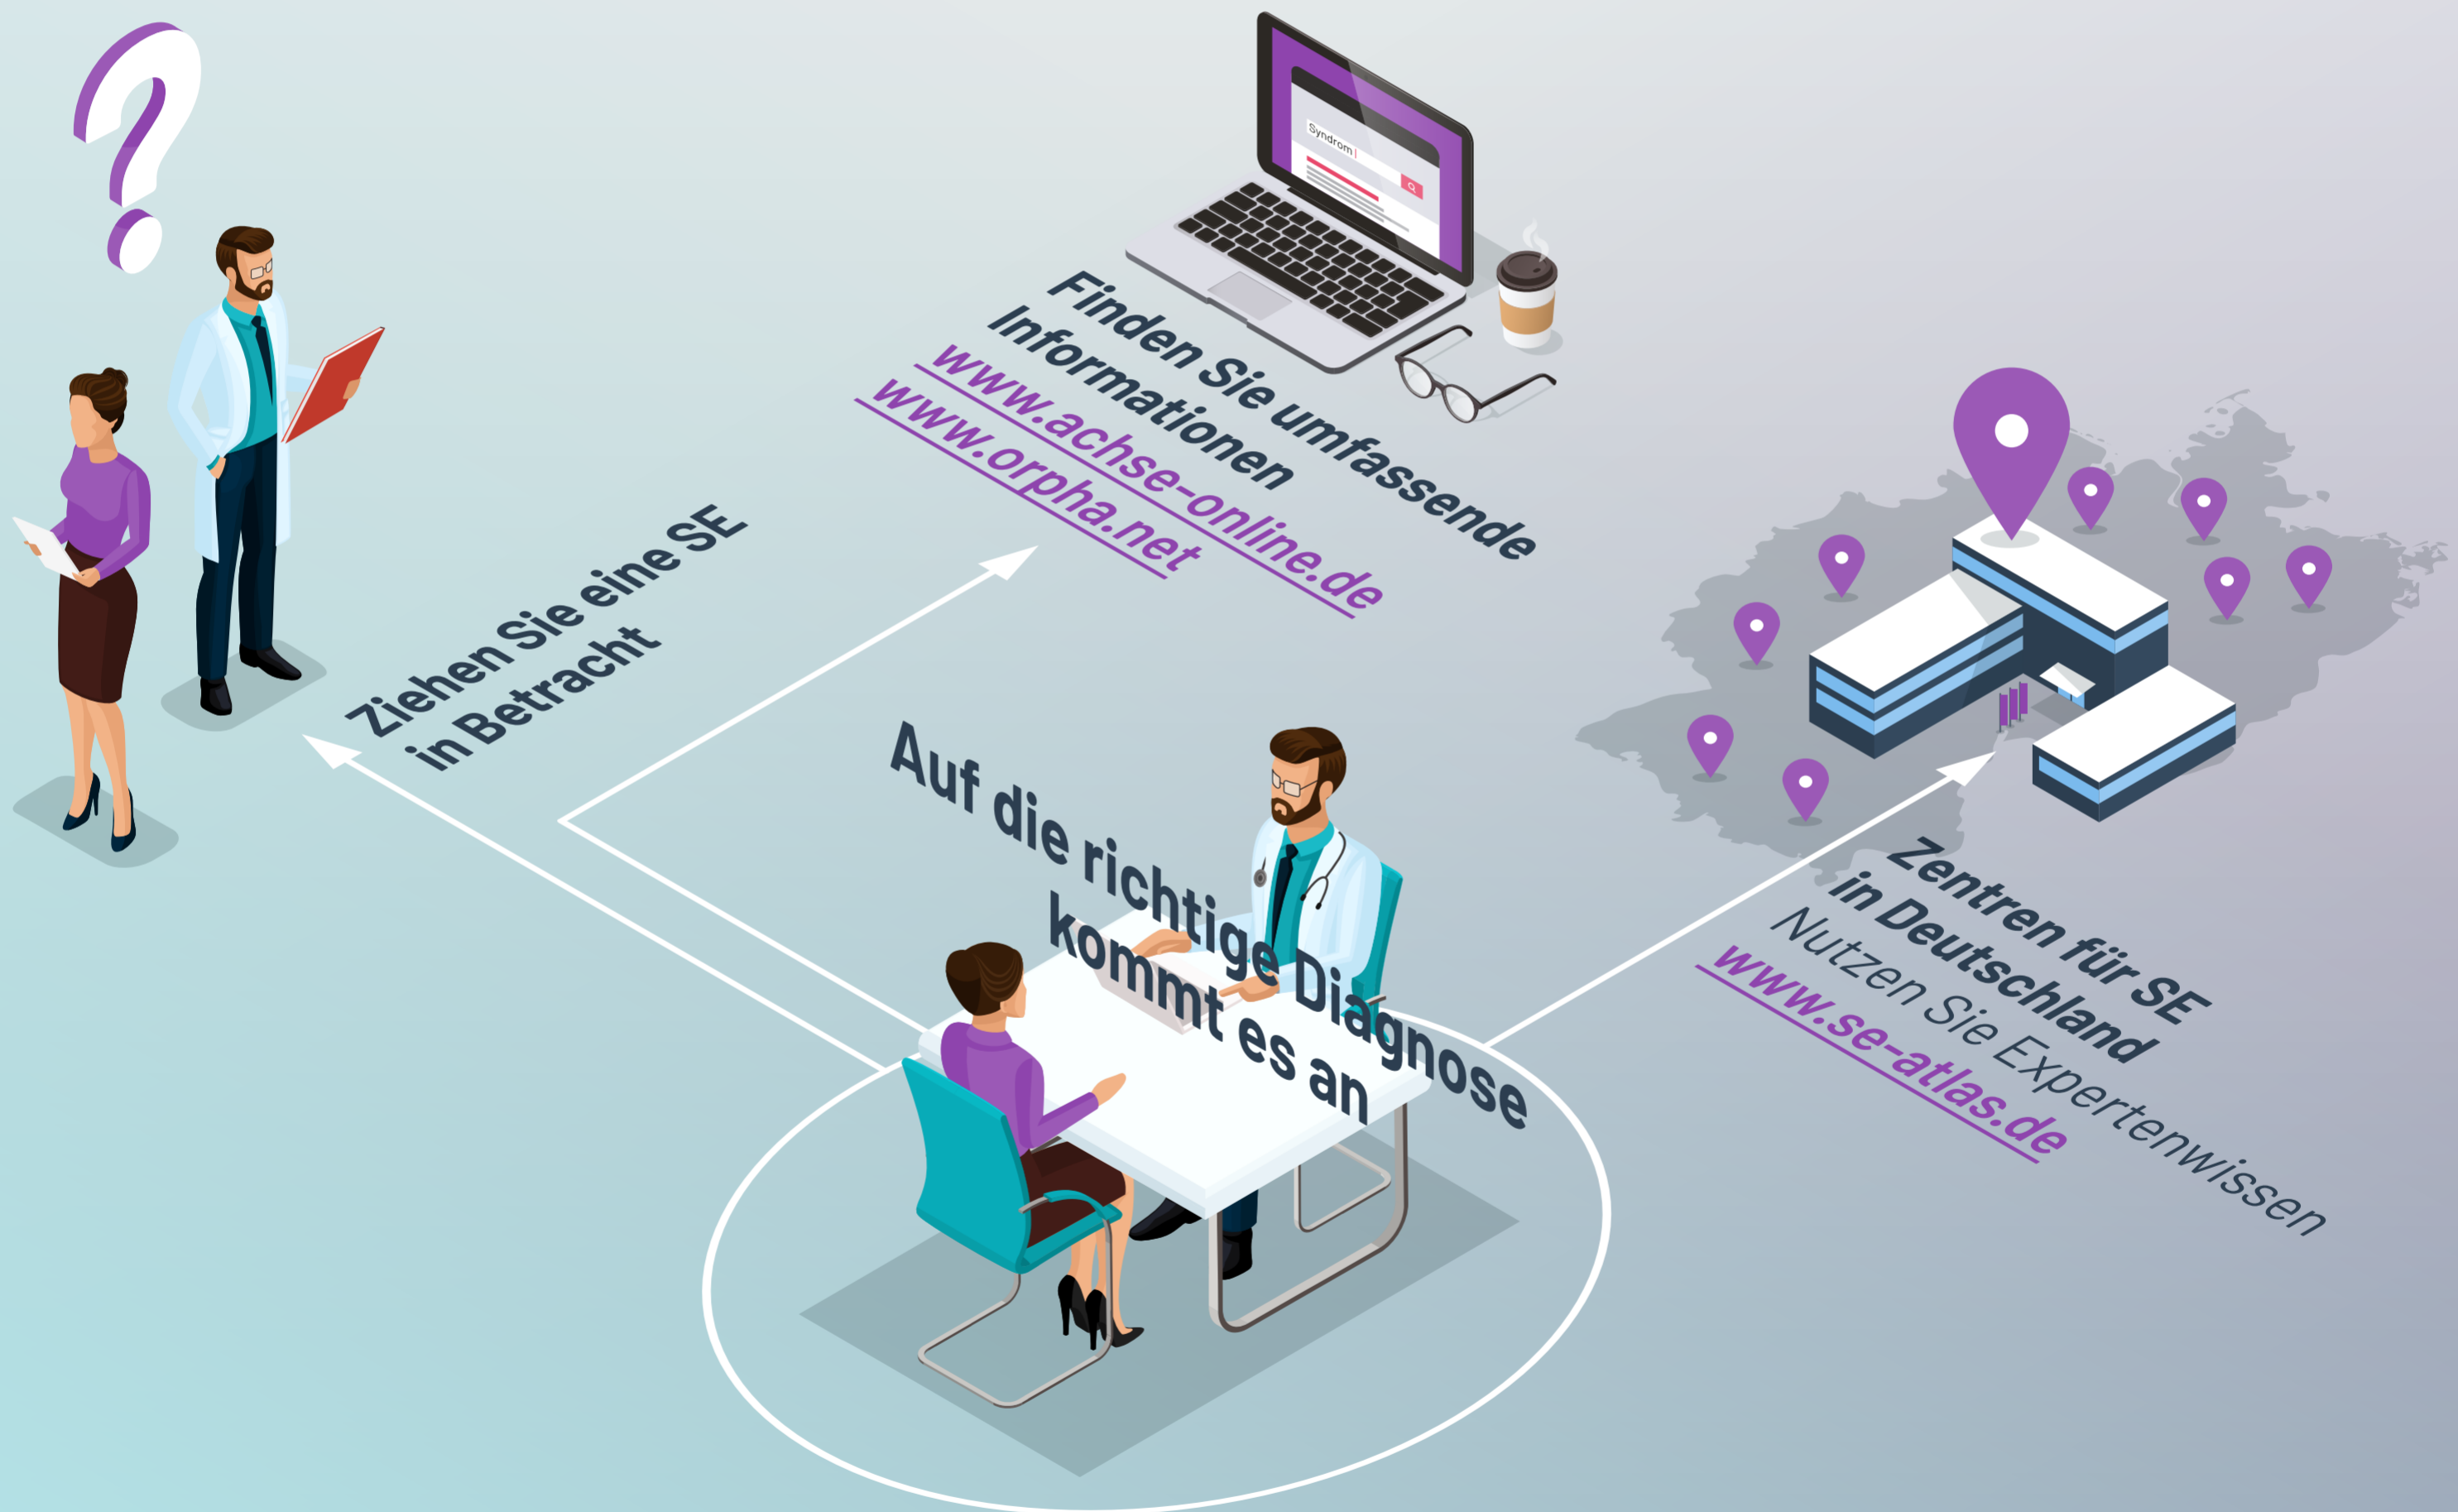 Syndrom
Finden Sie umfassende
Informationen
www.achse-online.de
www.orpha.net
Ziehen Sie eine SE
in Betracht
Auf die richtige Diagnose
kommt es an
Zentren für SE
in Deutschland
Nutzen Sie Expertenwissen
www.se-atlas.de